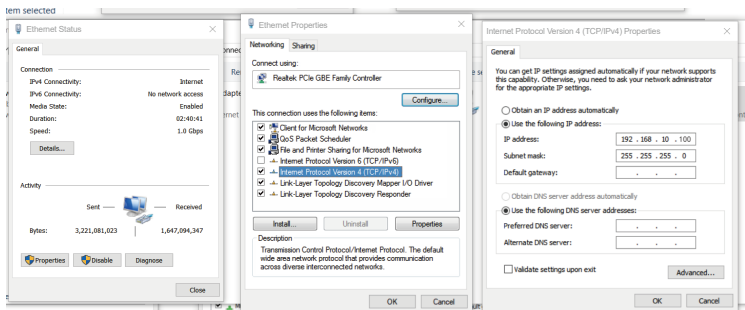 tem selected
Ethernet Status
General
Connection
IPv4 Connectivity: Internet
IPv6 Connectivity: No network access
Media State: Enabled
Duration: 02:40:41
Speed: 1.0 Gbps
Details...
Activity
Sent Received
Bytes: 3,221,081,023 1,647,094,347
Properties Disable Diagnose
Close
Ethernet Properties
Networking Sharing
Connect using:
Realtek PCIe GBE Family Controller
Configure...
This connection uses the following items:
Client for Microsoft Networks
QoS Packet Scheduler
File and Printer Sharing for Microsoft Networks
Internet Protocol Version 6 (TCP/IPv6)
Internet Protocol Version 4 (TCP/IPv4)
Link-Layer Topology Discovery Mapper I/O Driver
Link-Layer Topology Discovery Responder
Install... Uninstall Properties
Description
Transmission Control Protocol/Internet Protocol. The default
wide area network protocol that provides communication
across diverse interconnected networks.
OK Cancel
Internet Protocol Version 4 (TCP/IPv4) Properties
General
You can get IP settings assigned automatically if your network supports
this capability. Otherwise, you need to ask your network administrator
for the appropriate IP settings.
Obtain an IP address automatically
Use the following IP address:
IP address: 192 . 168 . 10 . 100
Subnet mask: 255 . 255 . 255 . 0
Default gateway: . . .
Obtain DNS server address automatically
Use the following DNS server addresses:
Preferred DNS server: . . .
Alternate DNS server: . . .
Validate settings upon exit
Advanced...
OK Cancel